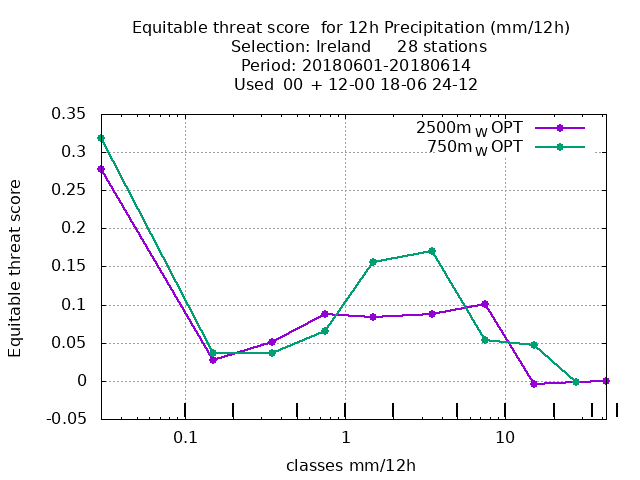 Equitable threat score  for 12h Precipitation (mm/12h)
Selection: Ireland     28 stations
Period: 20180601-20180614
Used  00  + 12-00 18-06 24-12
2500m W OPT
750m W OPT
0.35
0.3
0.25
0.2
0.15
0.1
0.05
0
-0.05
Equitable threat score
0.1 1 10
classes mm/12h